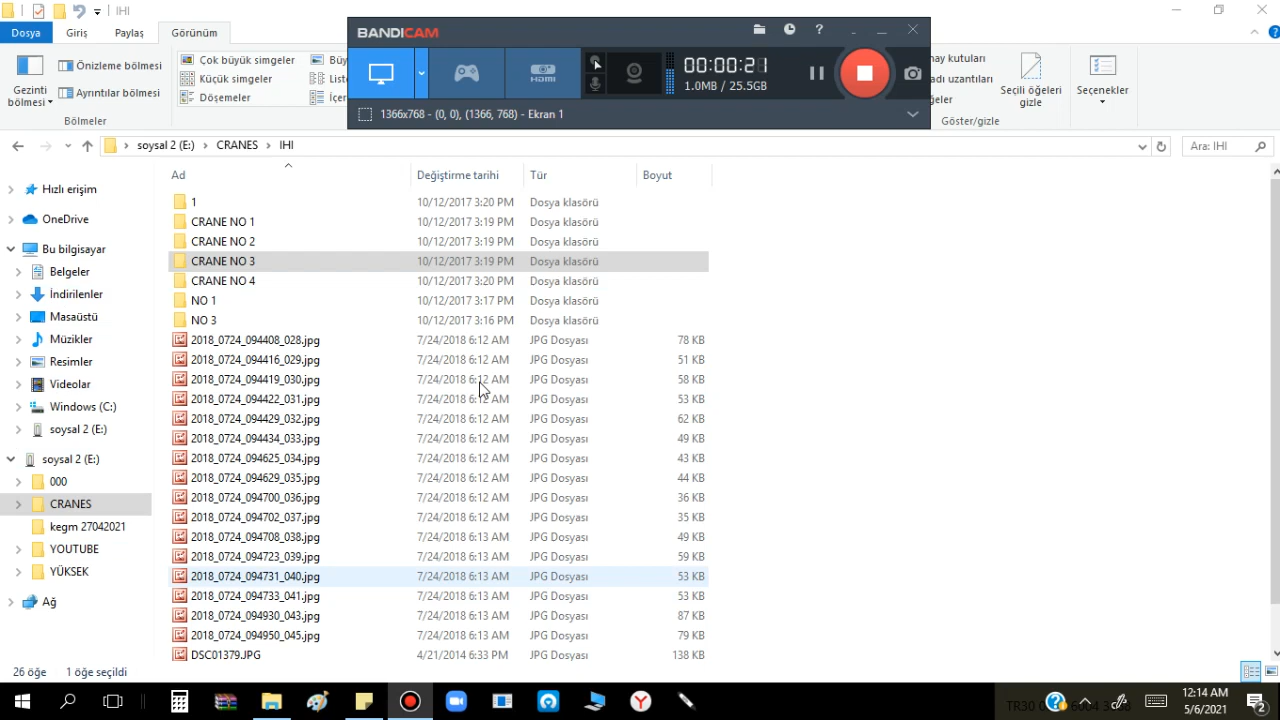 IHI
Dosya Giriş Paylaş Görünüm
BANDICAM
00:00:21
1.0MB / 25.5GB
HDMI
1366x768 - (0, 0), (1366, 768) - Ekran 1
Gezinti bölmesi
Önizleme bölmesi
Ayrıntılar bölmesi
Bölmeler
Çok büyük simgeler
Küçük simgeler
Döşemeler
Seçili öğeleri gizle
Göster/gizle
Seçenekler
soysal 2 (E:) CRANES IHI
Ara: IHI
Ad Değiştirme tarihi Tür Boyut
Hızlı erişim
OneDrive
Bu bilgisayar
Belgeler
İndirilenler
Masaüstü
Müzikler
Resimler
Videolar
Windows (C:)
soysal 2 (E:)
soysal 2 (E:)
000
CRANES
kegm 27042021
YOUTUBE
YÜKSEK
Ağ
1 10/12/2017 3:20 PM Dosya klasörü
CRANE NO 1 10/12/2017 3:19 PM Dosya klasörü
CRANE NO 2 10/12/2017 3:19 PM Dosya klasörü
CRANE NO 3 10/12/2017 3:19 PM Dosya klasörü
CRANE NO 4 10/12/2017 3:20 PM Dosya klasörü
NO 1 10/12/2017 3:17 PM Dosya klasörü
NO 3 10/12/2017 3:16 PM Dosya klasörü
2018_0724_094408_028.jpg 7/24/2018 6:12 AM JPG Dosyası 78 KB
2018_0724_094416_029.jpg 7/24/2018 6:12 AM JPG Dosyası 51 KB
2018_0724_094419_030.jpg 7/24/2018 6:12 AM JPG Dosyası 58 KB
2018_0724_094422_031.jpg 7/24/2018 6:12 AM JPG Dosyası 53 KB
2018_0724_094429_032.jpg 7/24/2018 6:12 AM JPG Dosyası 62 KB
2018_0724_094434_033.jpg 7/24/2018 6:12 AM JPG Dosyası 49 KB
2018_0724_094625_034.jpg 7/24/2018 6:12 AM JPG Dosyası 43 KB
2018_0724_094629_035.jpg 7/24/2018 6:12 AM JPG Dosyası 44 KB
2018_0724_094700_036.jpg 7/24/2018 6:12 AM JPG Dosyası 36 KB
2018_0724_094702_037.jpg 7/24/2018 6:12 AM JPG Dosyası 35 KB
2018_0724_094708_038.jpg 7/24/2018 6:13 AM JPG Dosyası 49 KB
2018_0724_094723_039.jpg 7/24/2018 6:13 AM JPG Dosyası 59 KB
2018_0724_094731_040.jpg 7/24/2018 6:13 AM JPG Dosyası 53 KB
2018_0724_094733_041.jpg 7/24/2018 6:13 AM JPG Dosyası 53 KB
2018_0724_094930_043.jpg 7/24/2018 6:13 AM JPG Dosyası 87 KB
2018_0724_094950_045.jpg 7/24/2018 6:13 AM JPG Dosyası 79 KB
DSC01379.JPG 4/21/2014 6:33 PM JPG Dosyası 138 KB
26 öğe 1 öğe seçildi
12:14 AM
5/6/2021
2